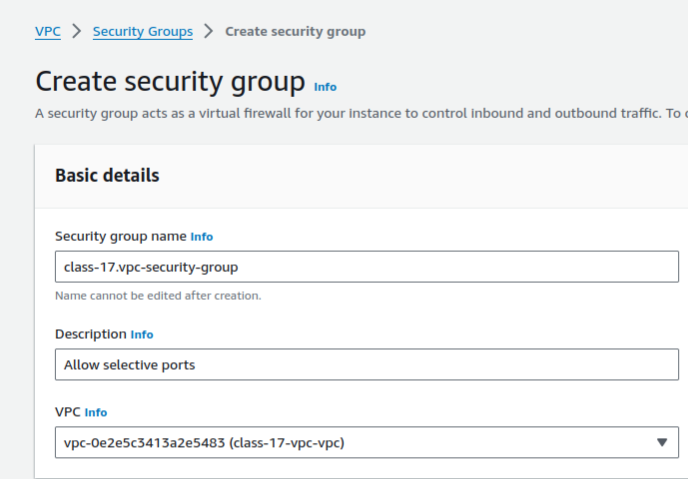 VPC > Security Groups > Create security group
Create security group Info
A security group acts as a virtual firewall for your instance to control inbound and outbound traffic. To
Basic details
Security group name Info
class-17.vpc-security-group
Name cannot be edited after creation.
Description Info
Allow selective ports
VPC Info
vpc-0e2e5c3413a2e5483 (class-17-vpc-vpc)